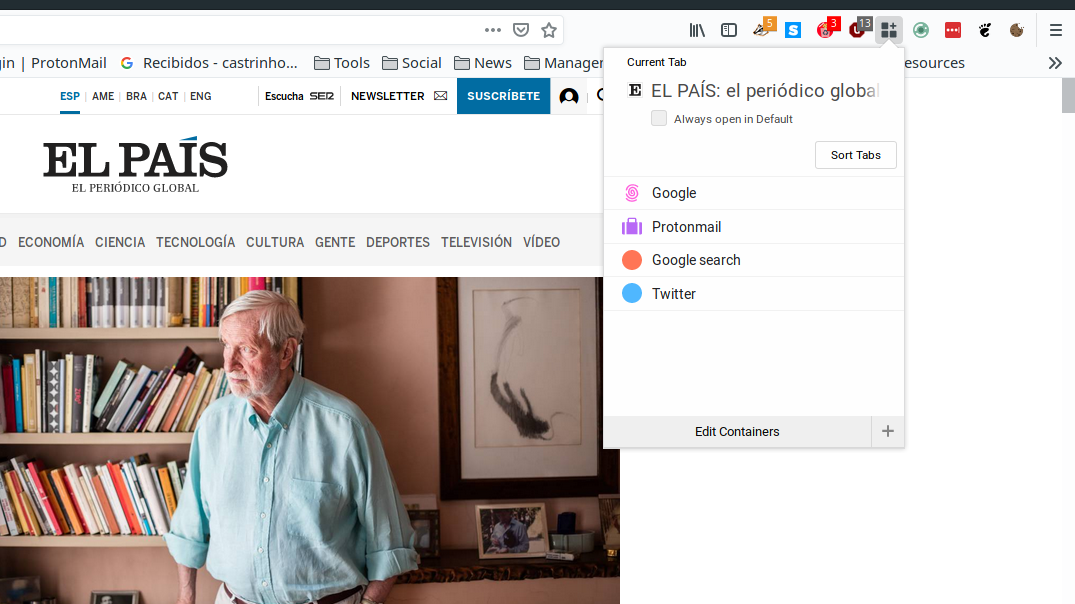 5
S
3
13
gin | ProtonMail
Recibidos - castrinho...
Tools
Social
News
Manager
esources
ESP
AME
BRA
CAT
ENG
Escucha SER
NEWSLETTER
SUSCRÍBETE
EL PAÍS
EL PERIÓDICO GLOBAL
D ECONOMÍA CIENCIA TECNOLOGÍA CULTURA GENTE DEPORTES TELEVISIÓN VÍDEO
Current Tab
E EL PAÍS: el periódico global
Always open in Default
Sort Tabs
Google
Protonmail
Google search
Twitter
Edit Containers